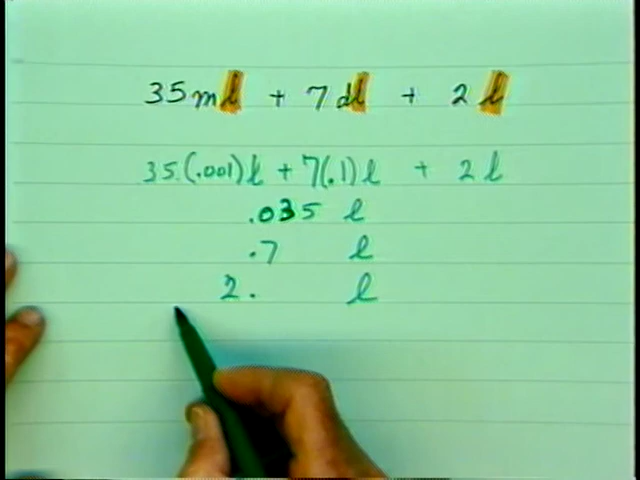 35 ml + 7 dl + 2 l
35.(.001)l + 7(.1)l + 2 l
.035 l
.7 l
2. l